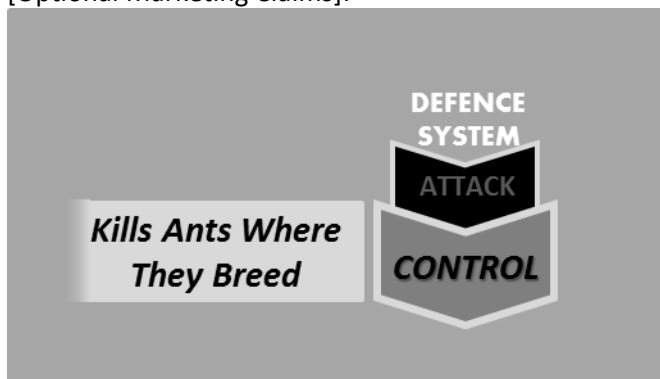 [Optional Marketing Claims]:
DEFENCE
SYSTEM
ATTACK
Kills Ants Where
They Breed
CONTROL